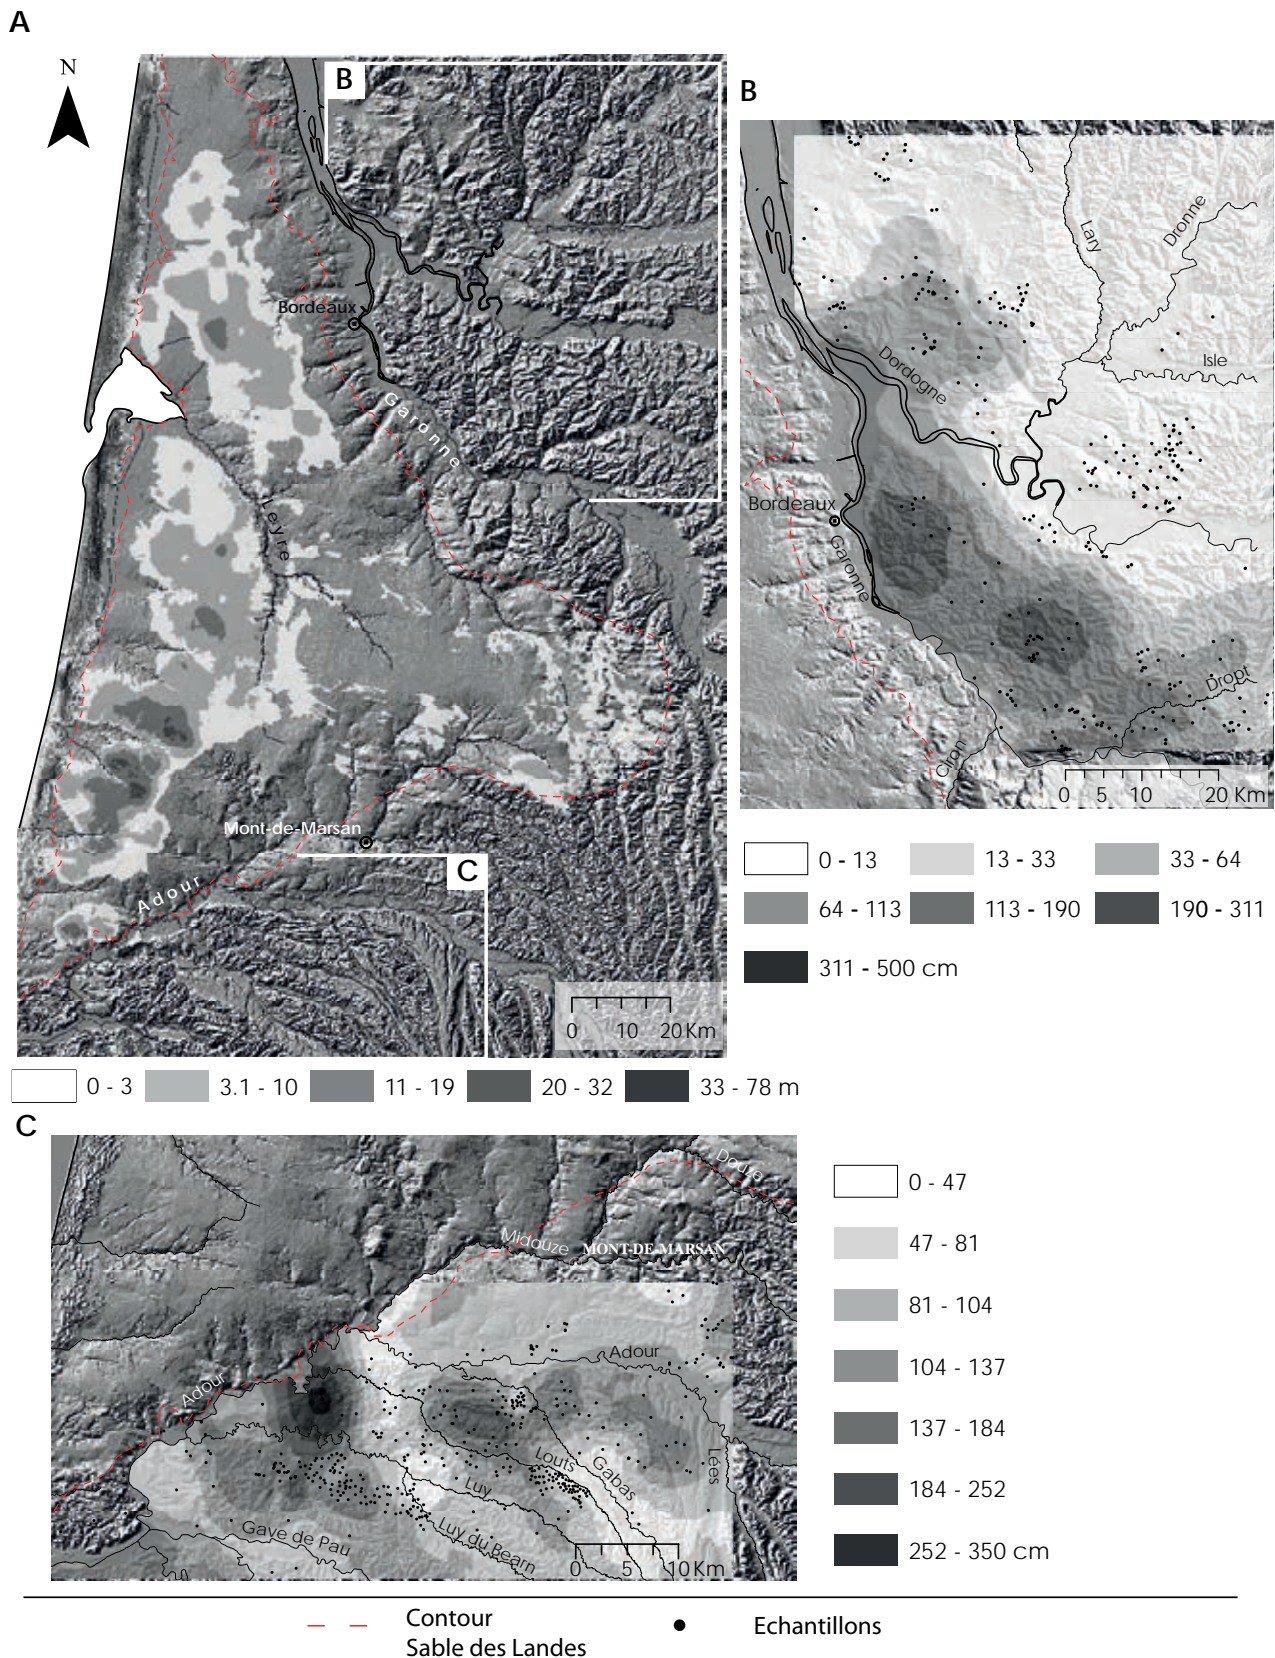 A
N
B
Bordeaux
Garonne
Leyre
Mont-de-Marsan
C
Adour
0 10 20 Km
0 - 3 3.1 - 10 11 - 19 20 - 32 33 - 78 m
B
Lary
Dronne
Isle
Dordogne
Bordeaux
Garonne
Dropt
Ciron
0 5 10 20 Km
0 - 13 13 - 33 33 - 64
64 - 113 113 - 190 190 - 311
311 - 500 cm
C
Douze
Midouze
MONT-DE-MARSAN
Adour
Adour
Lées
Louts
Gabas
Luy
Luy du Bearn
Gave de Pau
0 5 10 Km
0 - 47
47 - 81
81 - 104
104 - 137
137 - 184
184 - 252
252 - 350 cm
Contour
Sable des Landes
Echantillons